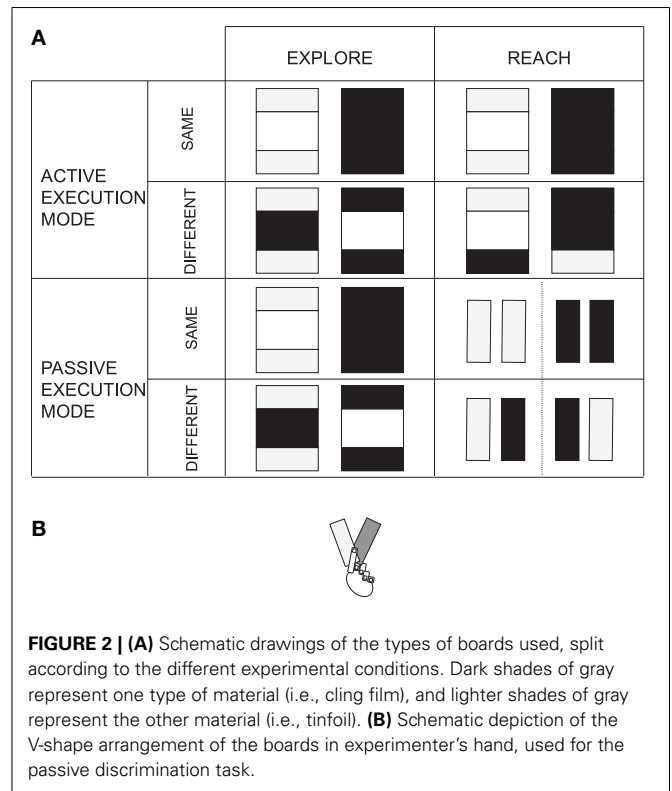 A
EXPLORE
REACH
ACTIVE
EXECUTION
MODE
SAME
DIFFERENT
PASSIVE
EXECUTION
MODE
SAME
DIFFERENT
B
FIGURE 2 | (A) Schematic drawings of the types of boards used, split
according to the different experimental conditions. Dark shades of gray
represent one type of material (i.e., cling film), and lighter shades of gray
represent the other material (i.e., tinfoil). (B) Schematic depiction of the
V-shape arrangement of the boards in experimenter's hand, used for the
passive discrimination task.